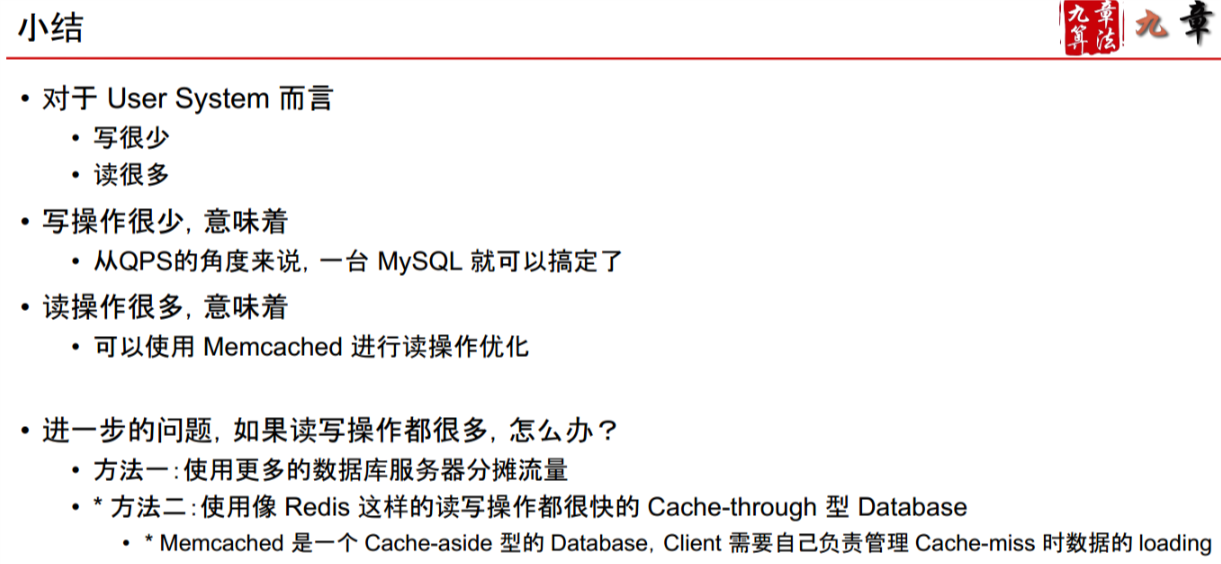 小结
九章
算法
九章
• 对于 User System 而言
• 写很少
• 读很多
• 写操作很少, 意味着
• 从QPS的角度来说, 一台 MySQL 就可以搞定了
• 读操作很多, 意味着
• 可以使用 Memcached 进行读操作优化
• 进一步的问题, 如果读写操作都很多, 怎么办？
• 方法一:使用更多的数据库服务器分摊流量
• * 方法二:使用像 Redis 这样的读写操作都很快的 Cache-through 型 Database
• * Memcached 是一个 Cache-aside 型的 Database, Client 需要自己负责管理 Cache-miss 时数据的 loading